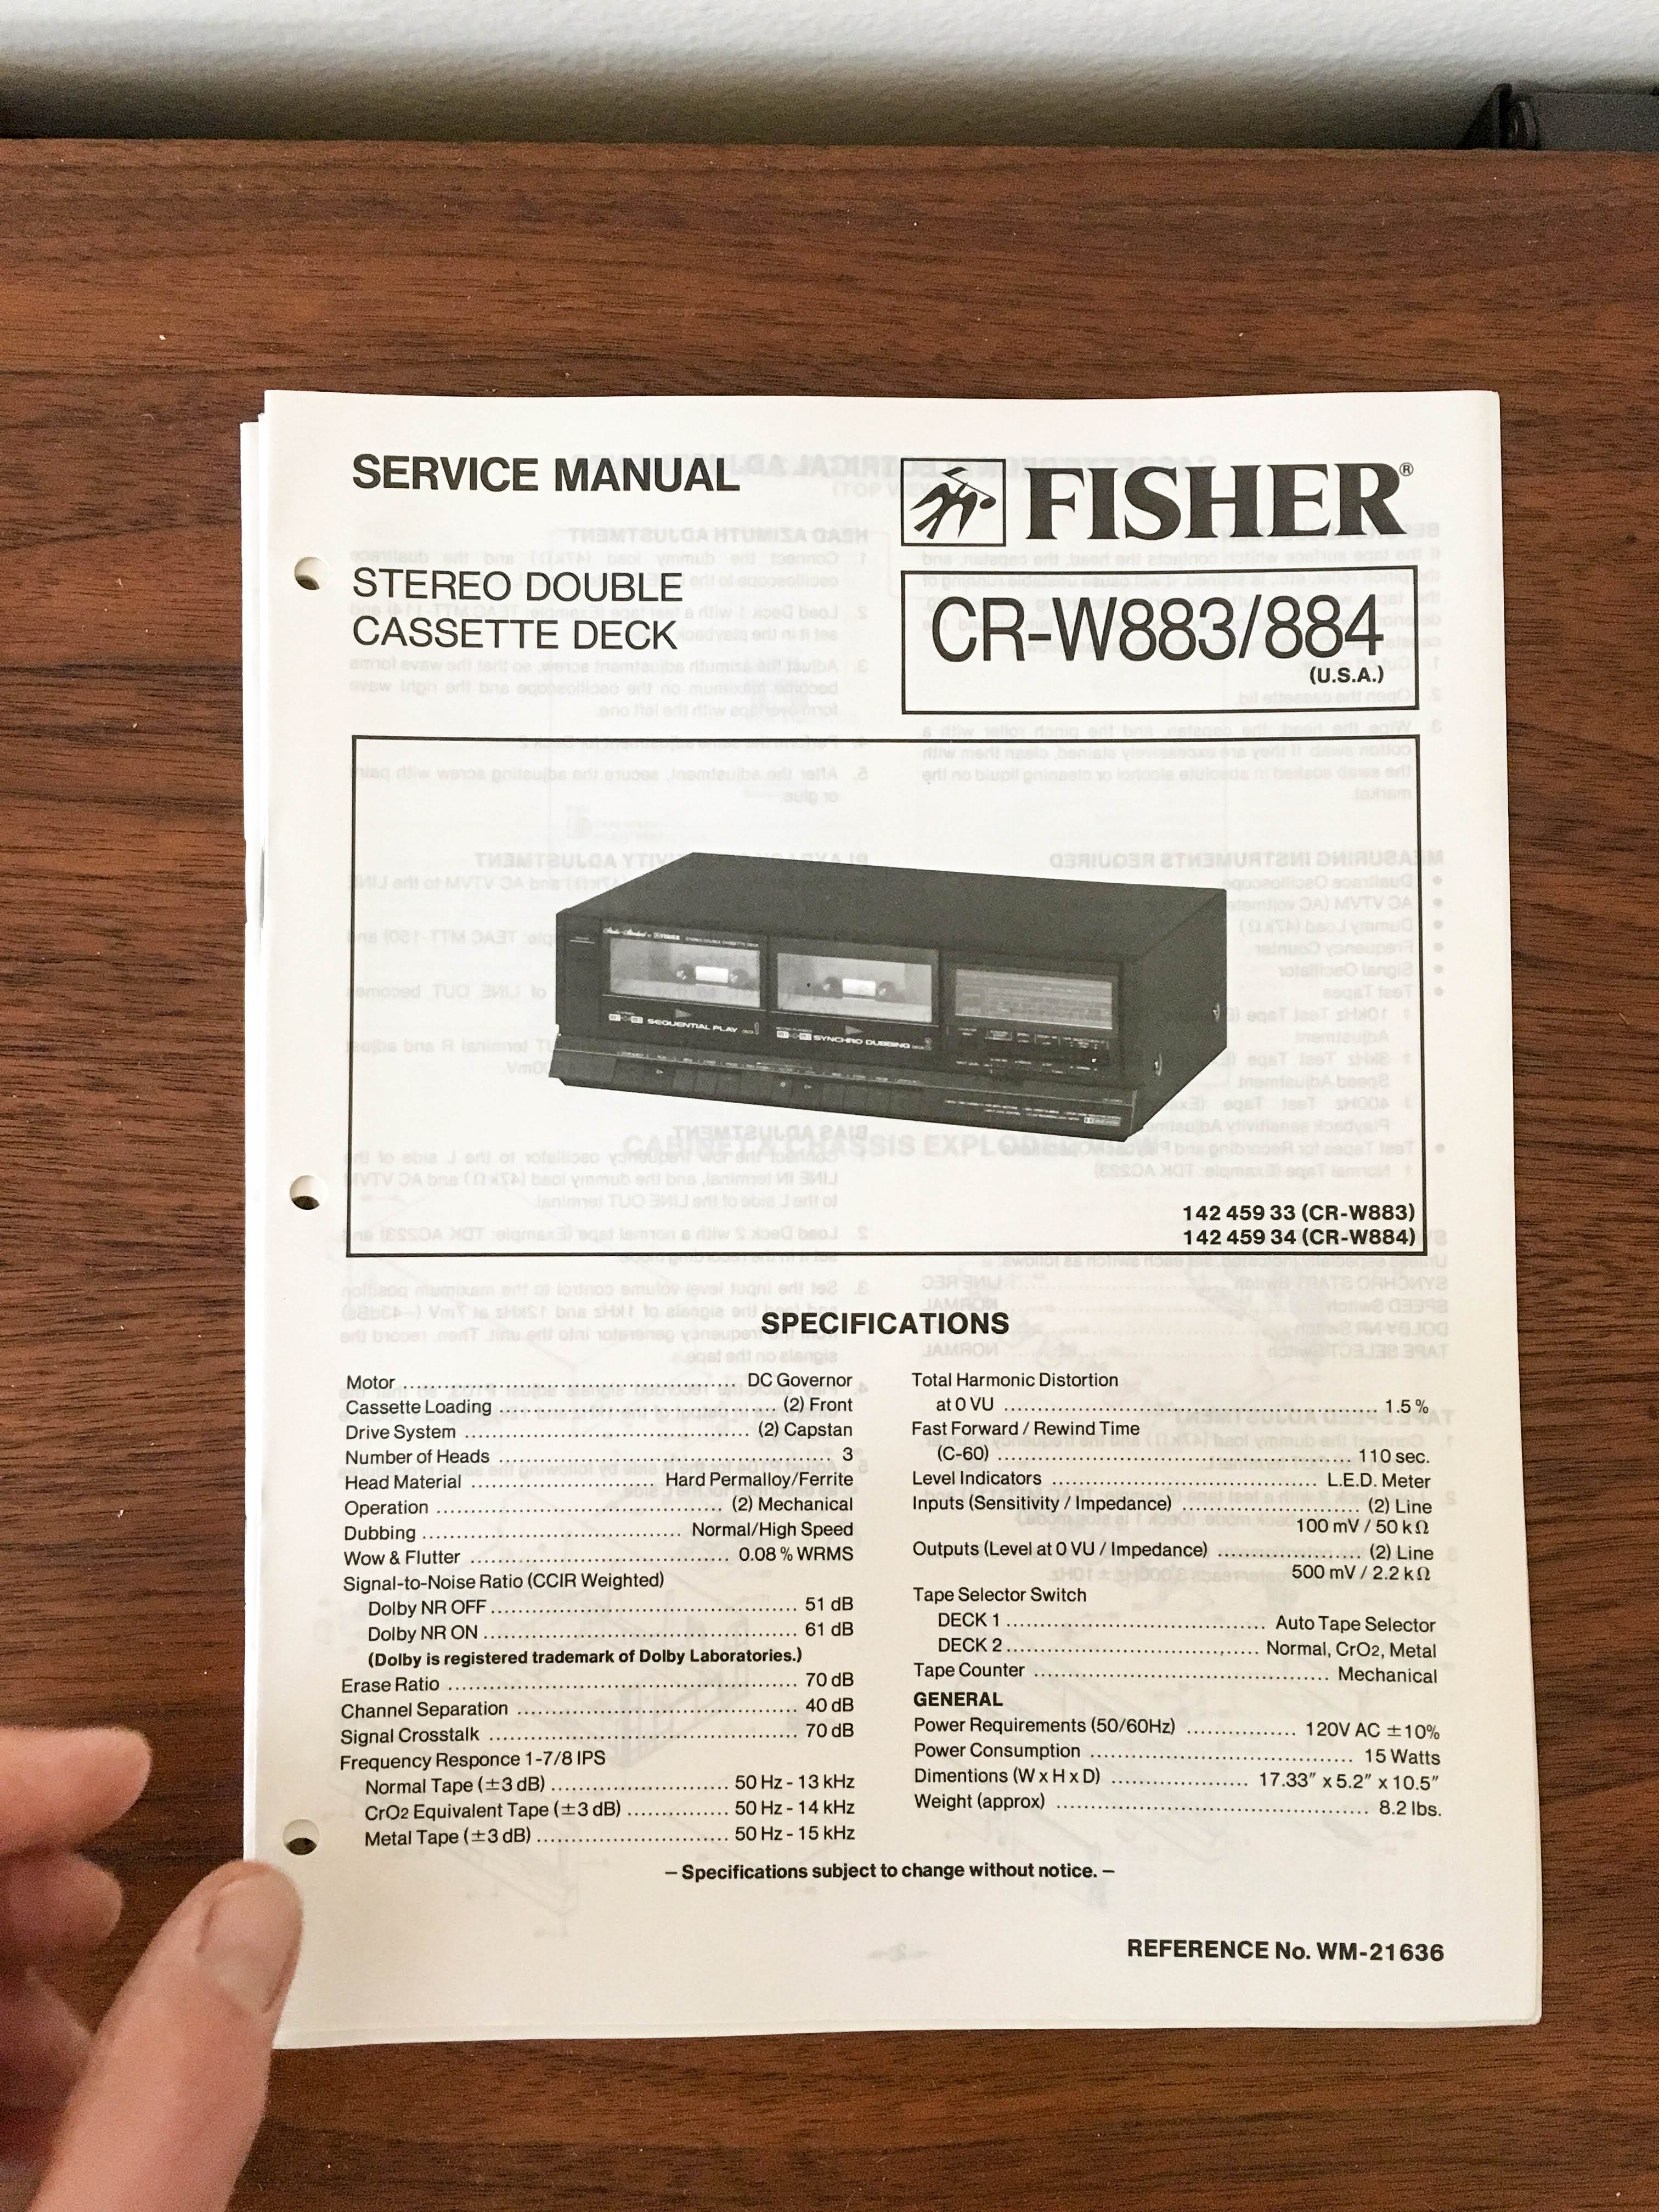 SERVICE MANUAL
FISHER®
STEREO DOUBLE
CASSETTE DECK
CR-W883/884
(U.S.A.)
FISHER STEREO DOUBLE CASSETTE DECK
SEQUENTIAL PLAY
SYNCHRO DUBBING
142 459 33 (CR-W883)
142 459 34 (CR-W884)
SPECIFICATIONS
Motor ........ DC Governor
Cassette Loading ........ (2) Front
Drive System ........ (2) Capstan
Number of Heads ........ 3
Head Material ........ Hard Permalloy/Ferrite
Operation ........ (2) Mechanical
Dubbing ........ Normal/High Speed
Wow & Flutter ........ 0.08 % WRMS
Signal-to-Noise Ratio (CCIR Weighted)
Dolby NR OFF ........ 51 dB
Dolby NR ON ........ 61 dB
(Dolby is registered trademark of Dolby Laboratories.)
Erase Ratio ........ 70 dB
Channel Separation ........ 40 dB
Signal Crosstalk ........ 70 dB
Frequency Responce 1-7/8 IPS
Normal Tape (±3 dB) ........ 50 Hz - 13 kHz
CrO2 Equivalent Tape (±3 dB) ........ 50 Hz - 14 kHz
Metal Tape (±3 dB) ........ 50 Hz - 15 kHz
Total Harmonic Distortion
at 0 VU ........ 1.5 %
Fast Forward / Rewind Time
(C-60) ........ 110 sec.
Level Indicators ........ L.E.D. Meter
Inputs (Sensitivity / Impedance) ........ (2) Line
100 mV / 50 kΩ
Outputs (Level at 0 VU / Impedance) ........ (2) Line
500 mV / 2.2 kΩ
Tape Selector Switch
DECK 1 ........ Auto Tape Selector
DECK 2 ........ Normal, CrO2, Metal
Tape Counter ........ Mechanical
GENERAL
Power Requirements (50/60Hz) ........ 120V AC ±10%
Power Consumption ........ 15 Watts
Dimentions (W x H x D) ........ 17.33″ x 5.2″ x 10.5″
Weight (approx) ........ 8.2 lbs.
– Specifications subject to change without notice. –
REFERENCE No. WM-21636